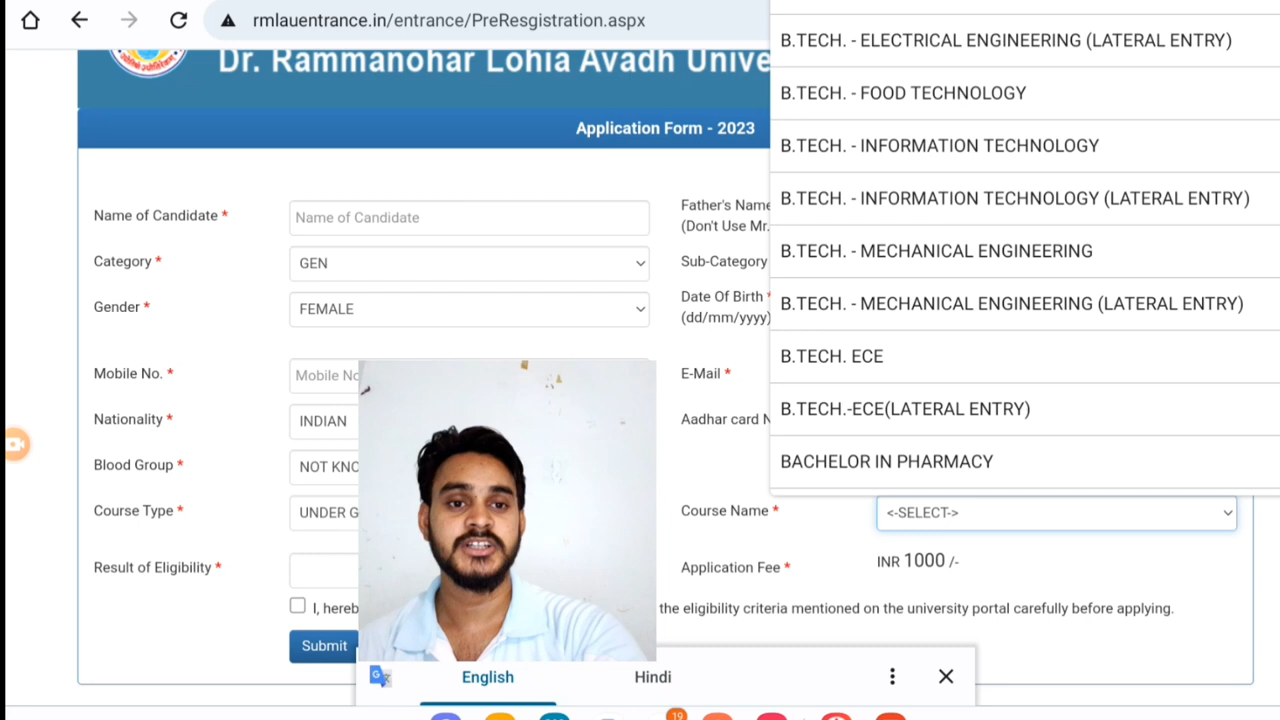 rmlauentrance.in/entrance/PreResgistration.aspx
Dr. Rammanohar Lohia Avadh
Application Form - 2023
Name of Candidate *
Name of Candidate
Father's Name
(Don't Use Mr.
Category *
GEN
Sub-Category
Gender *
FEMALE
Date Of Birth *
(dd/mm/yyyy)
Mobile No. *
Mobile No
E-Mail *
Nationality *
INDIAN
Aadhar card N
Blood Group *
NOT KNO
Course Type *
UNDER G
Course Name *
<-SELECT->
Result of Eligibility *
Application Fee *
INR 1000 /-
I, hereb
the eligibility criteria mentioned on the university portal carefully before applying.
Submit
B.TECH. - ELECTRICAL ENGINEERING (LATERAL ENTRY)
B.TECH. - FOOD TECHNOLOGY
B.TECH. - INFORMATION TECHNOLOGY
B.TECH. - INFORMATION TECHNOLOGY (LATERAL ENTRY)
B.TECH. - MECHANICAL ENGINEERING
B.TECH. - MECHANICAL ENGINEERING (LATERAL ENTRY)
B.TECH. ECE
B.TECH.-ECE(LATERAL ENTRY)
BACHELOR IN PHARMACY
English
Hindi
19